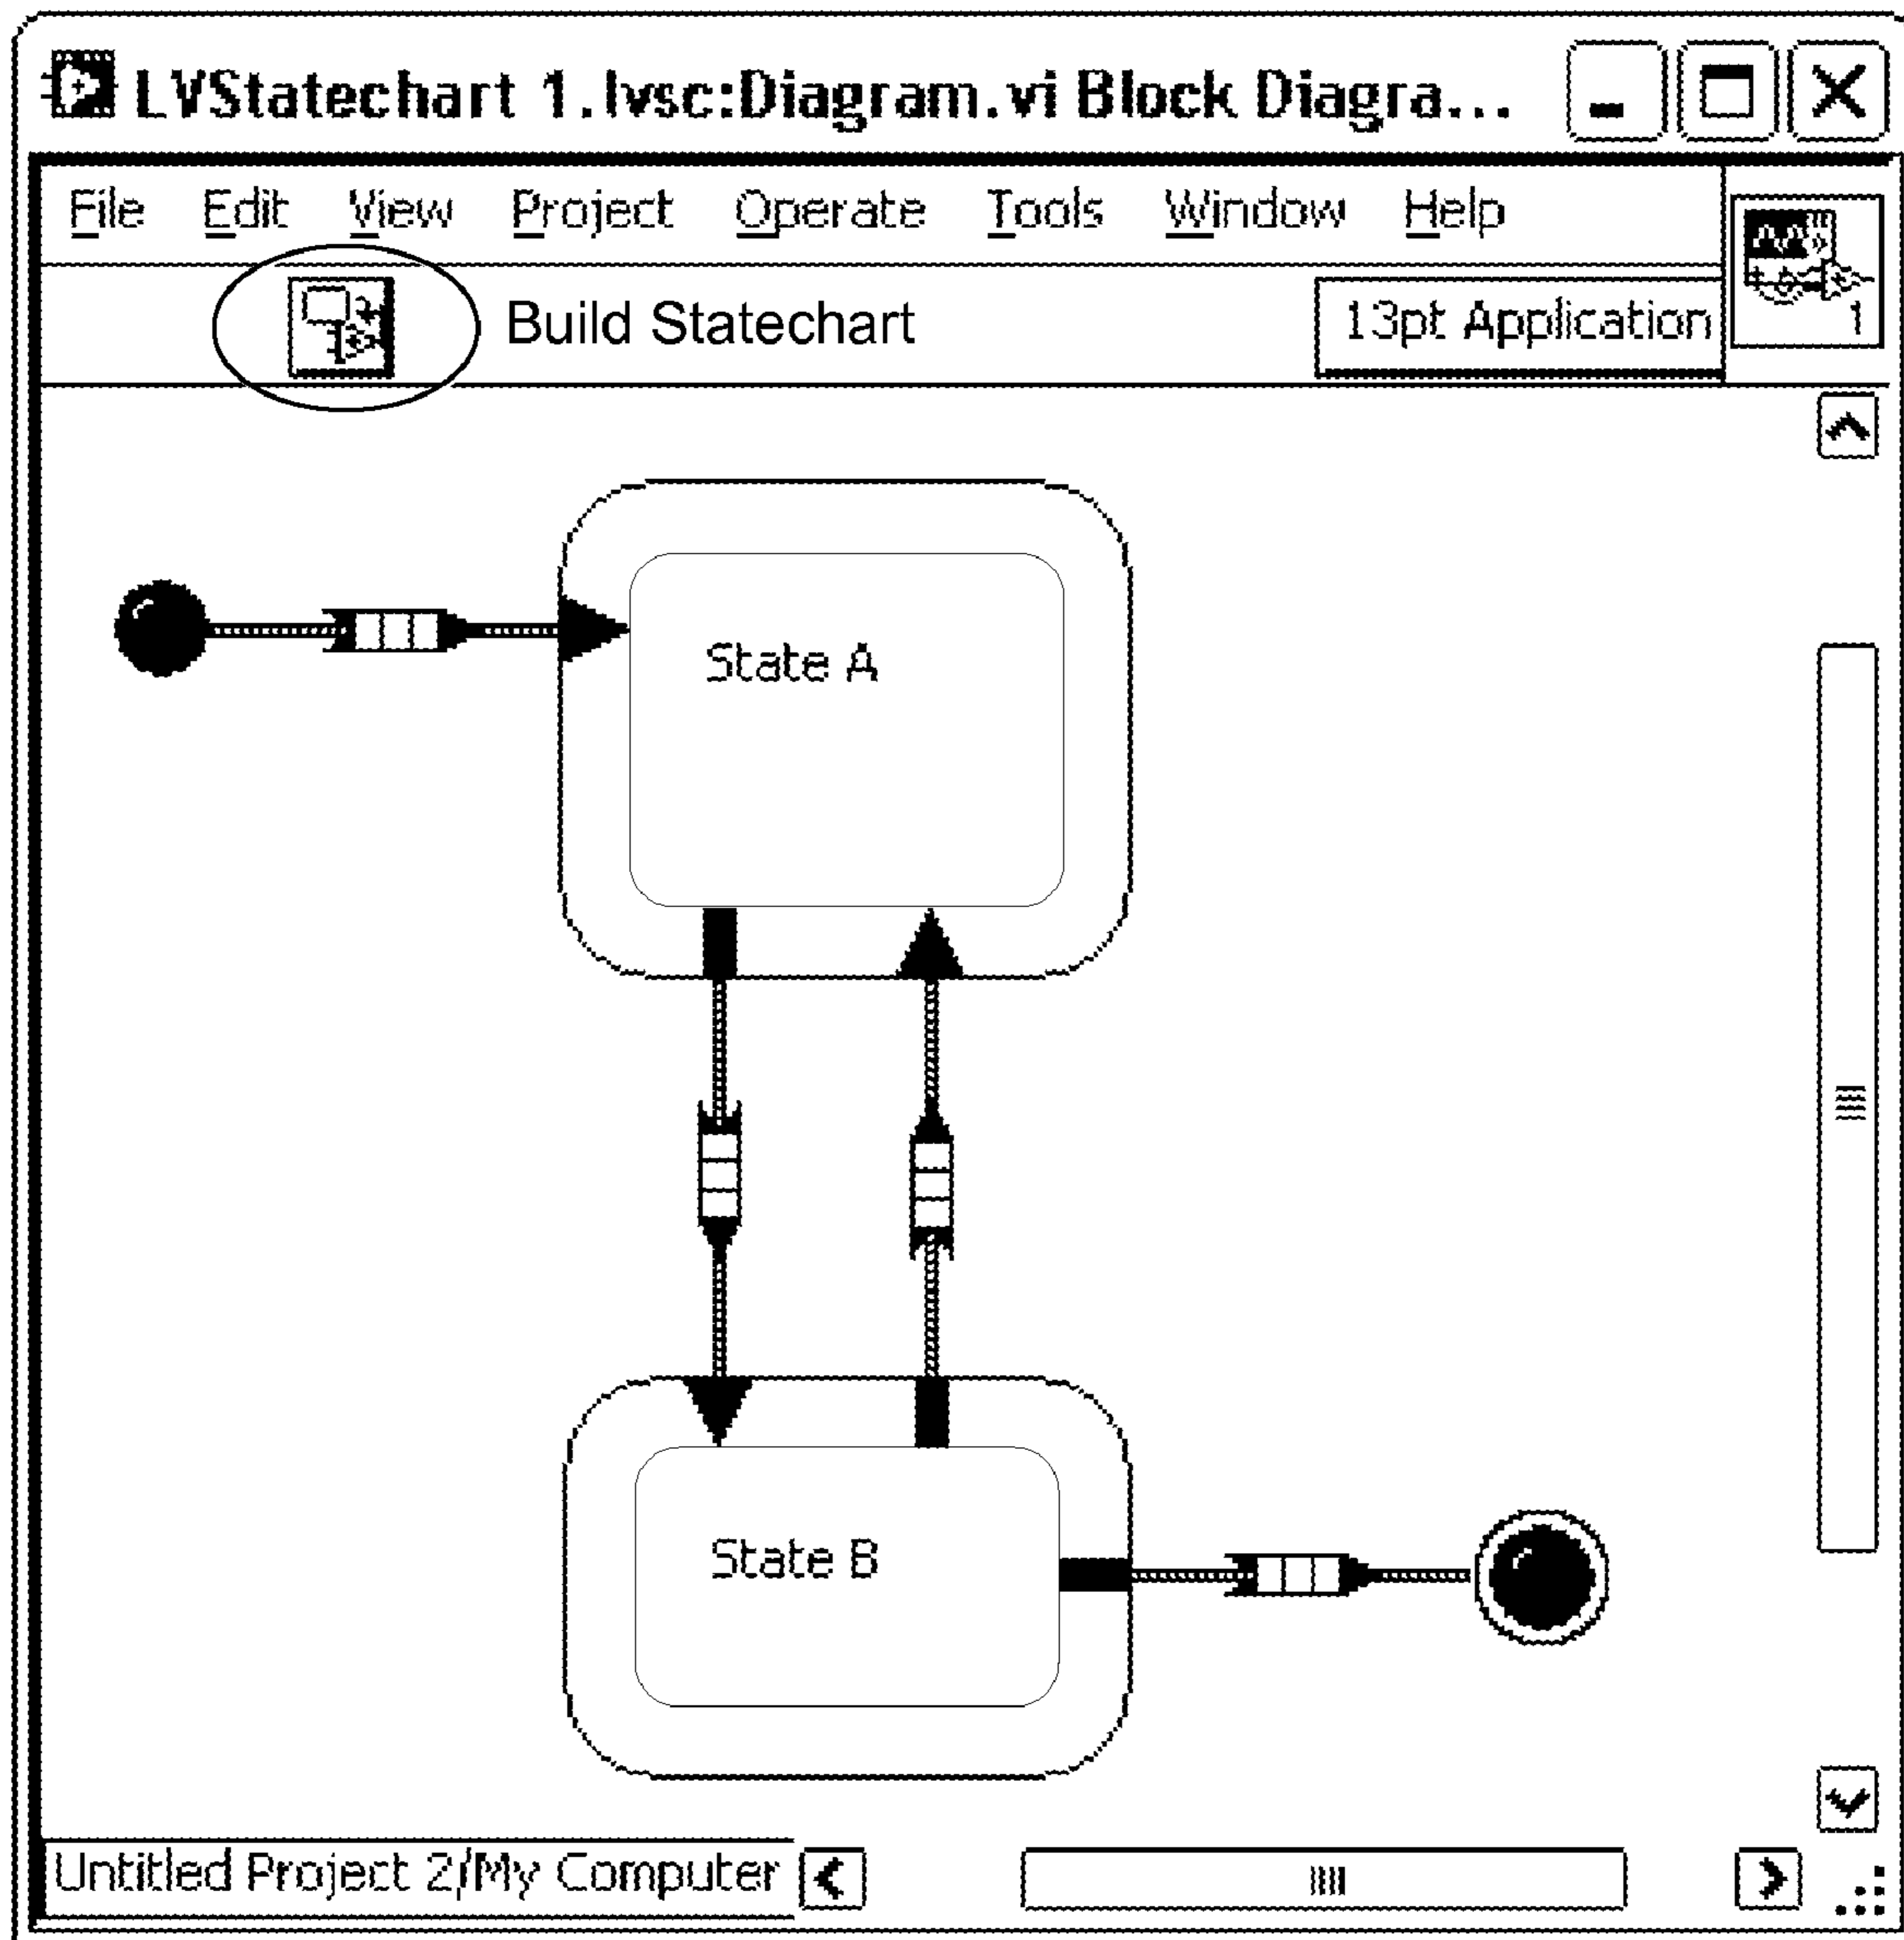 LVStatechart 1.lvsc:Diagram.vi Block Diagra...
File Edit View Project Operate Tools Window Help
Build Statechart 13pt Application 1
State A
State B
Untitled Project 2/My Computer